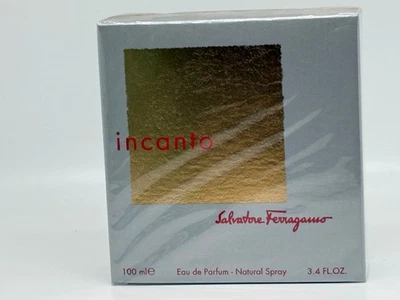 incanto
Salvatore Ferragamo
100 ml℮ Eau de Parfum - Natural Spray 3.4 FL.OZ.